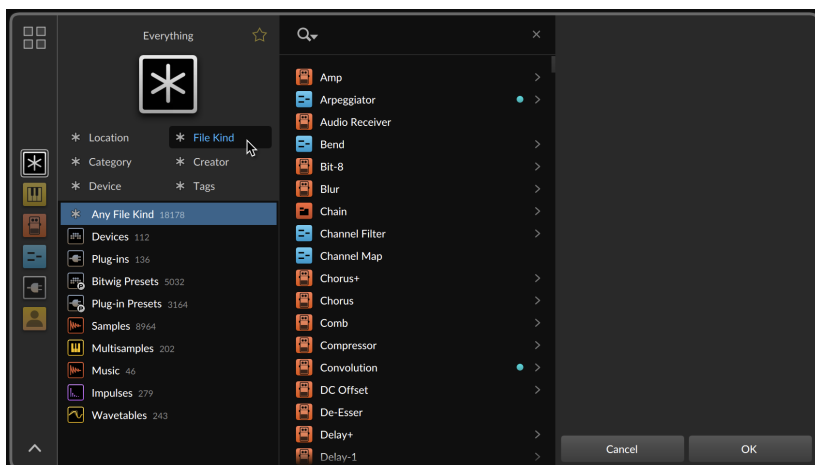 Everything
Location
File Kind
Category
Creator
Device
Tags
Any File Kind 18178
Devices 112
Plug-ins 136
Bitwig Presets 5032
Plug-in Presets 3164
Samples 8964
Multisamples 202
Music 46
Impulses 279
Wavetables 243
Amp
Arpeggiator
Audio Receiver
Bend
Bit-8
Blur
Chain
Channel Filter
Channel Map
Chorus+
Chorus
Comb
Compressor
Convolution
DC Offset
De-Esser
Delay+
Delay-1
Cancel
OK